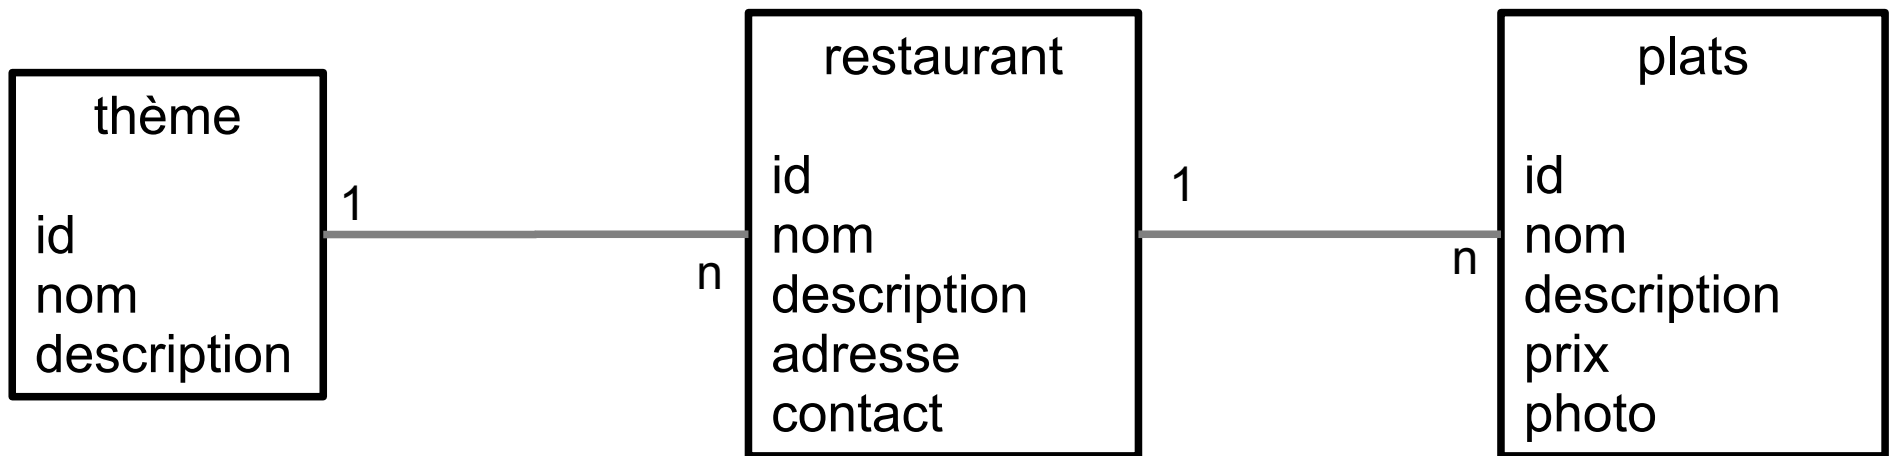 thème
id
nom
description
1
n
restaurant
id
nom
description
adresse
contact
1
n
plats
id
nom
description
prix
photo